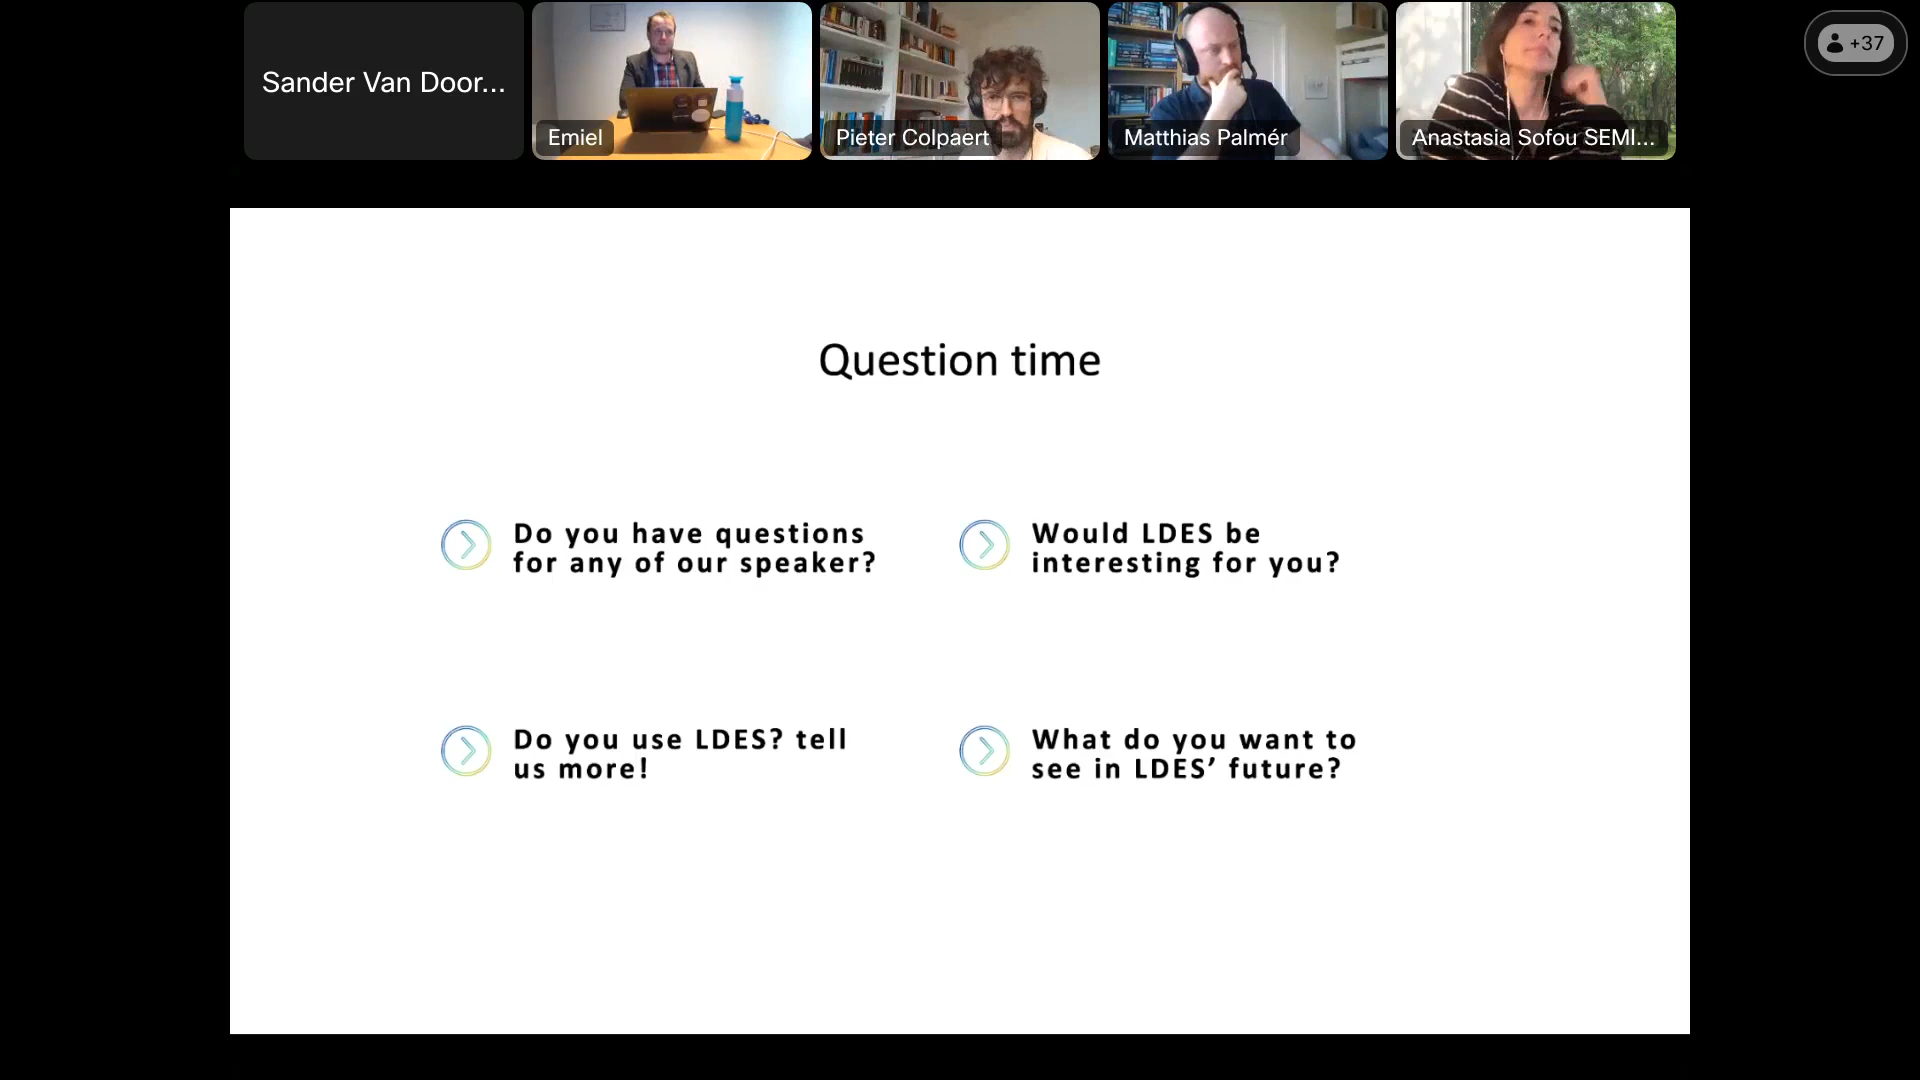 Sander Van Door...
Emiel
Pieter Colpaert
Matthias Palmér
Anastasia Sofou SEMI...
+37
Question time
Do you have questions
for any of our speaker?
Would LDES be
interesting for you?
Do you use LDES? tell
us more!
What do you want to
see in LDES’ future?